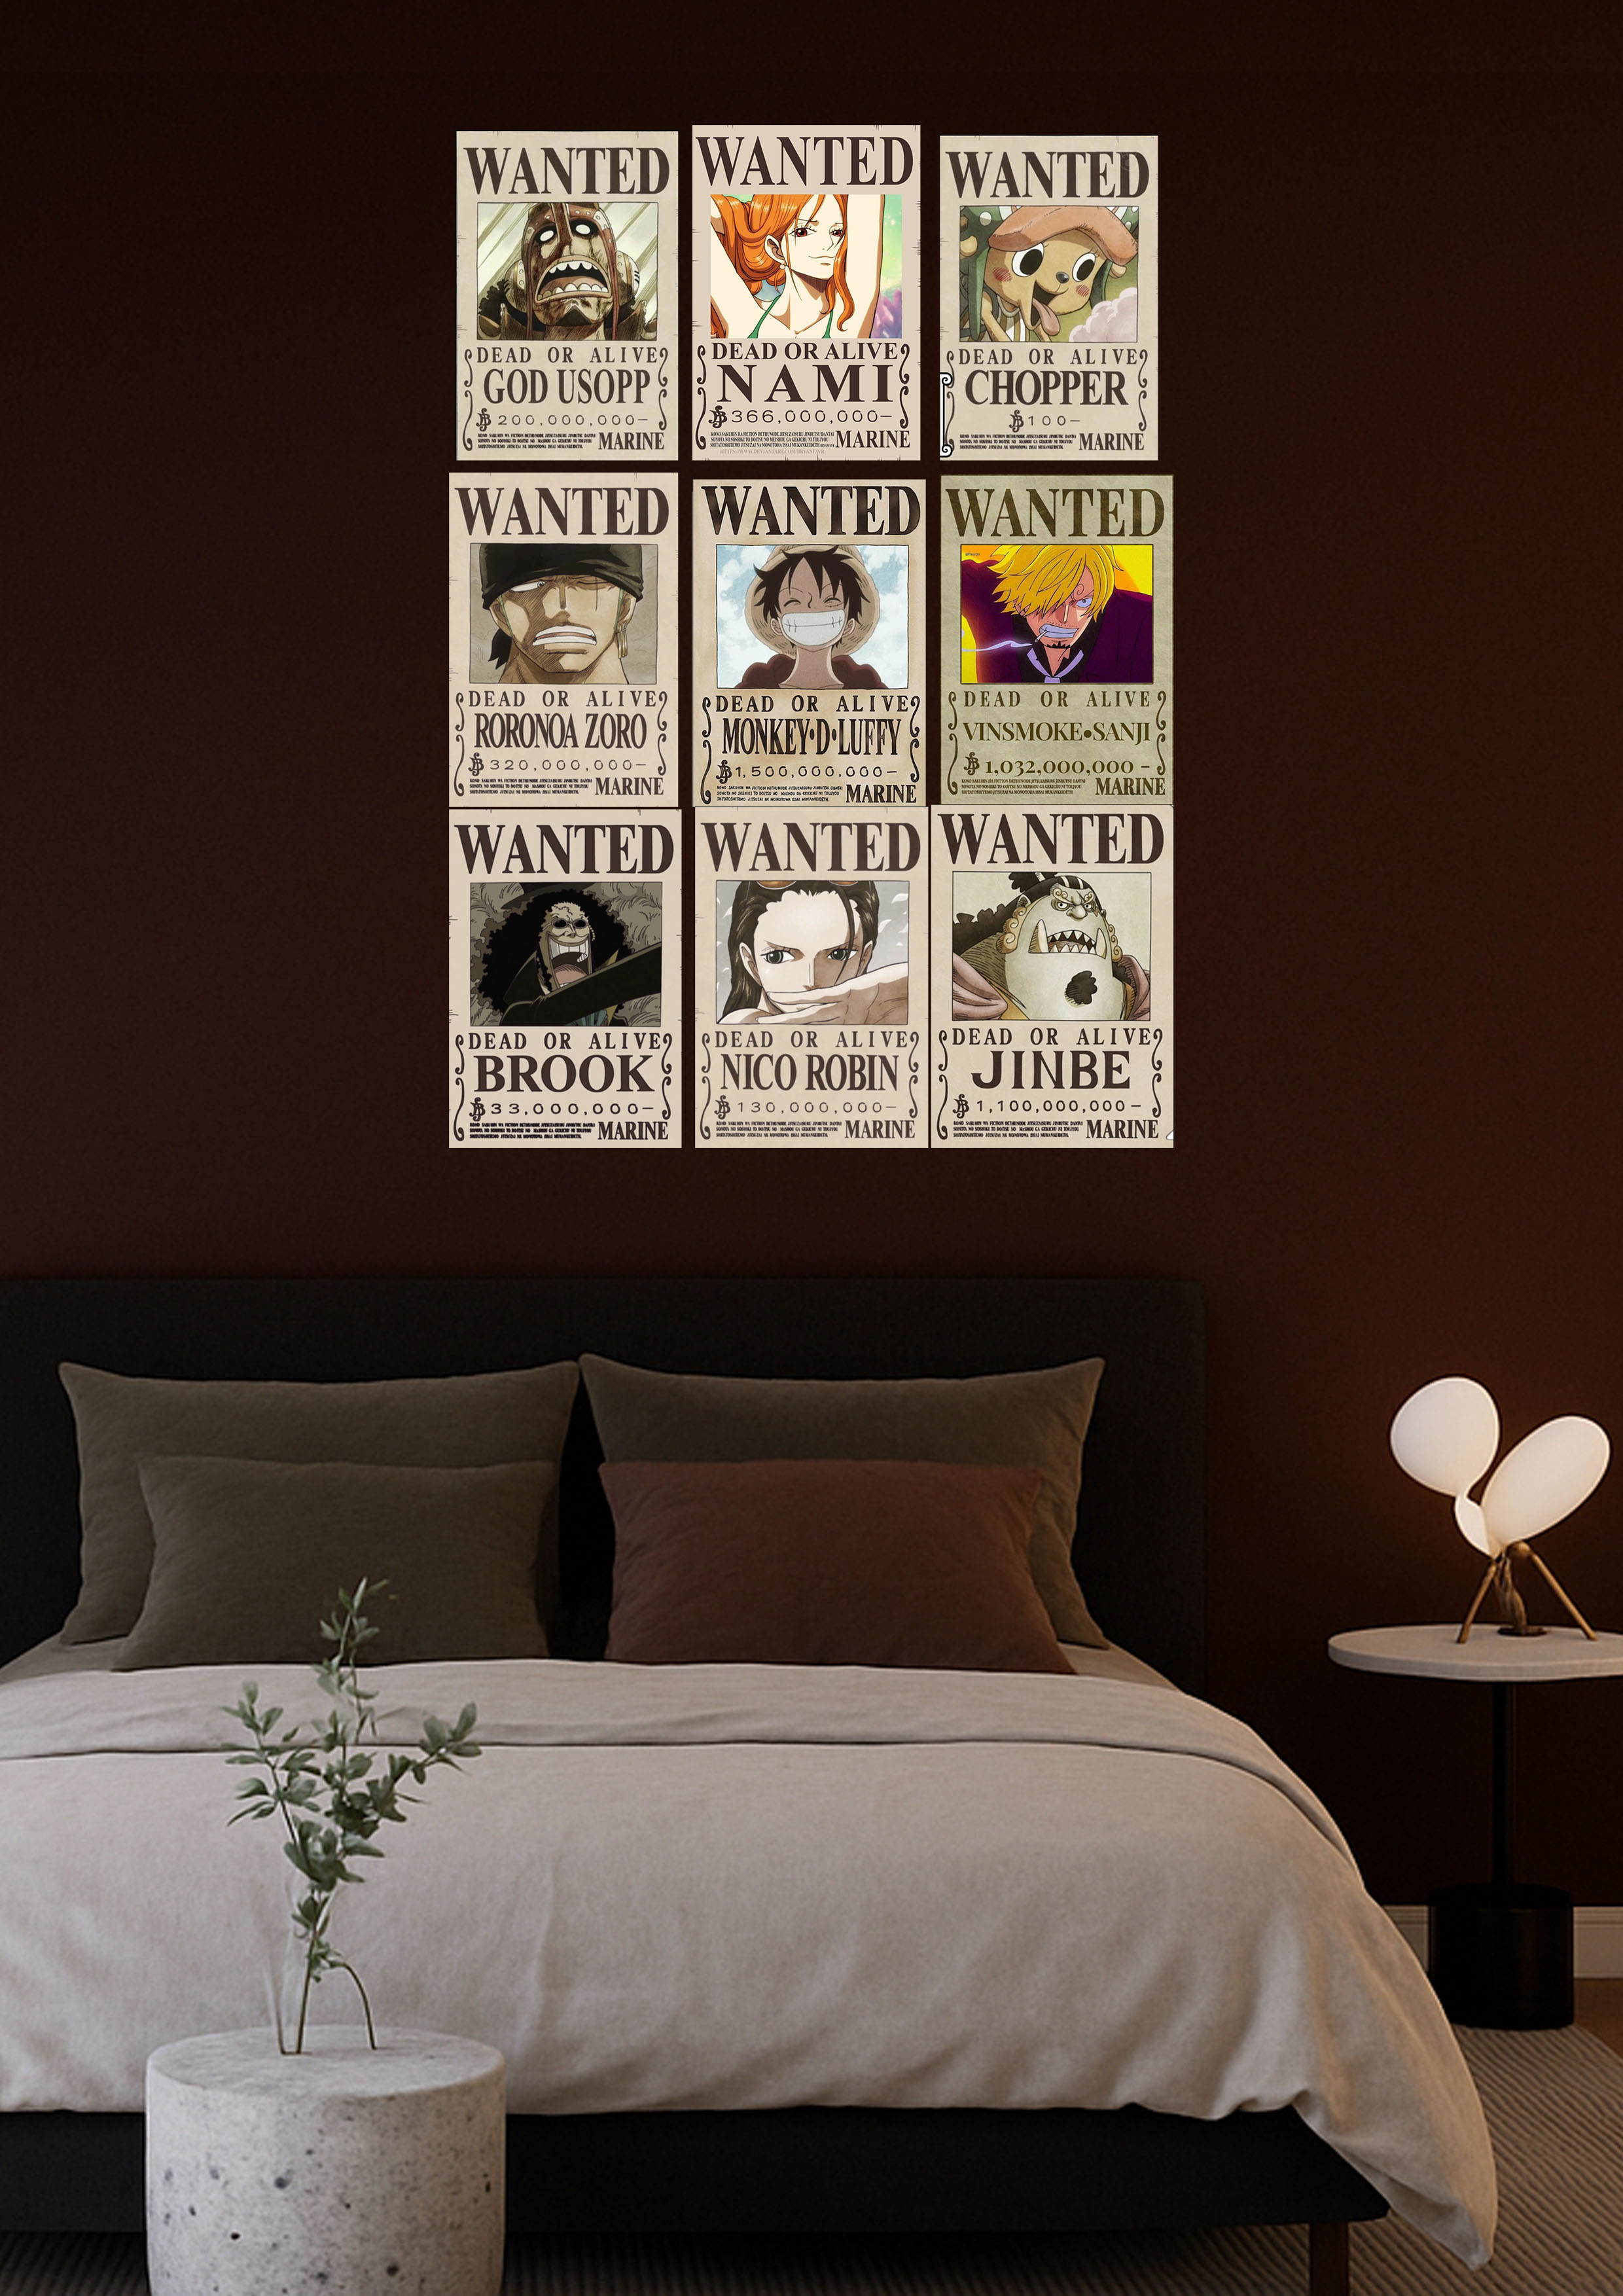 WANTED
DEAD OR ALIVE
GOD USOPP
฿200,000,000-
MARINE
WANTED
DEAD OR ALIVE
NAMI
฿366,000,000-
MARINE
WANTED
DEAD OR ALIVE
CHOPPER
฿100-
MARINE
WANTED
DEAD OR ALIVE
RORONOA ZORO
฿320,000,000-
MARINE
WANTED
DEAD OR ALIVE
MONKEY•D•LUFFY
฿1,500,000,000-
MARINE
WANTED
DEAD OR ALIVE
VINSMOKE•SANJI
฿1,032,000,000-
MARINE
WANTED
DEAD OR ALIVE
BROOK
฿33,000,000-
MARINE
WANTED
DEAD OR ALIVE
NICO ROBIN
฿130,000,000-
MARINE
WANTED
DEAD OR ALIVE
JINBE
฿1,100,000,000-
MARINE